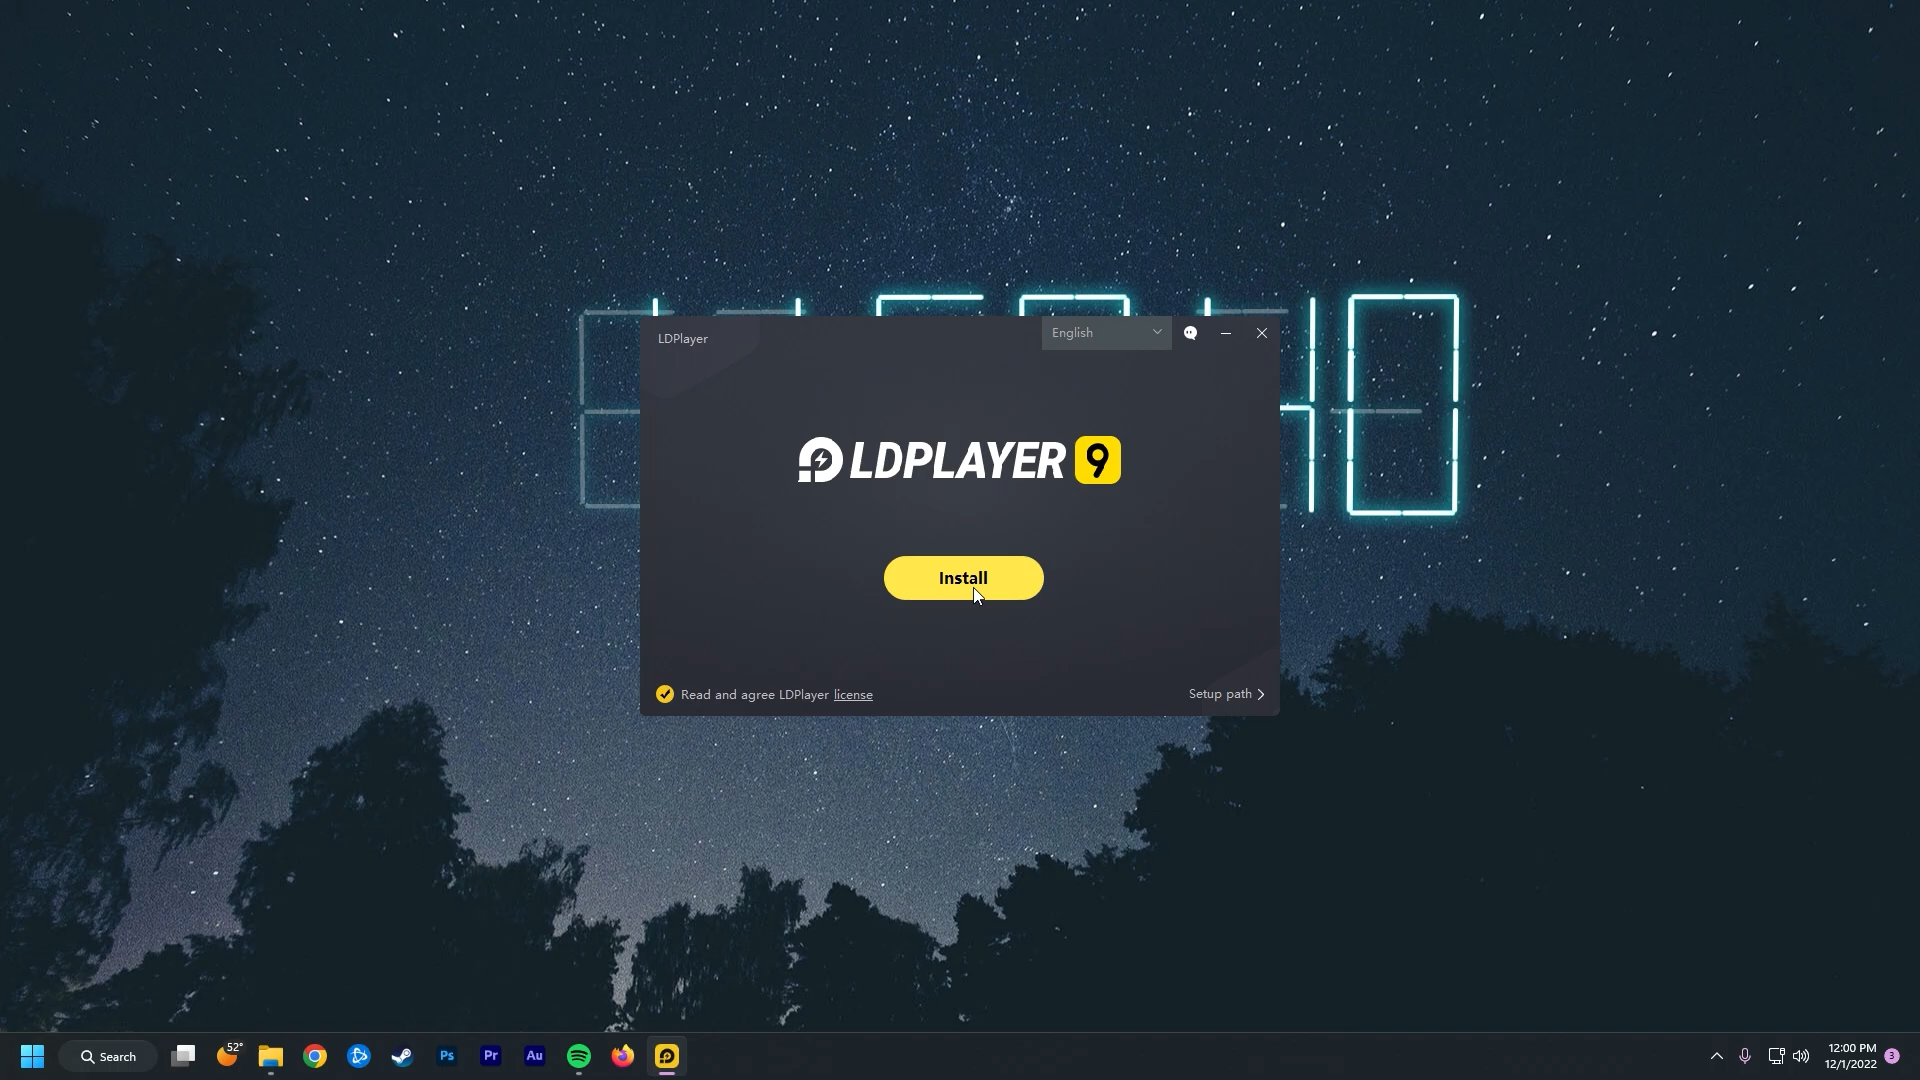 LDPlayer
English
LDPLAYER 9
Install
Read and agree LDPlayer license
Setup path
Search
52°
Ps
Pr
Au
12:00 PM
12/1/2022
3